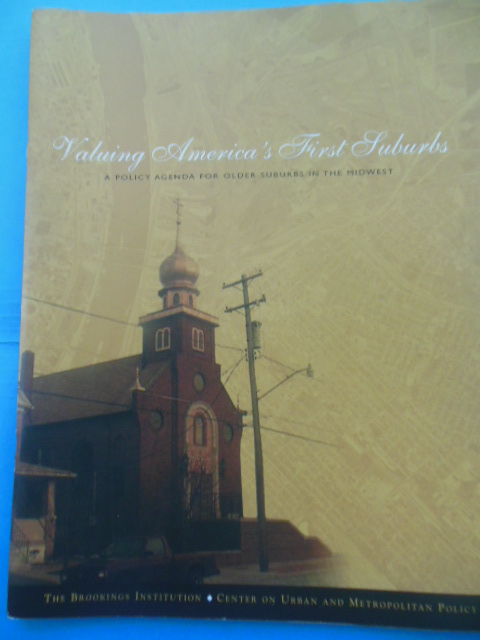 Valuing America's First Suburbs
A POLICY AGENDA FOR OLDER SUBURBS IN THE MIDWEST
THE BROOKINGS INSTITUTION • CENTER ON URBAN AND METROPOLITAN POLICY